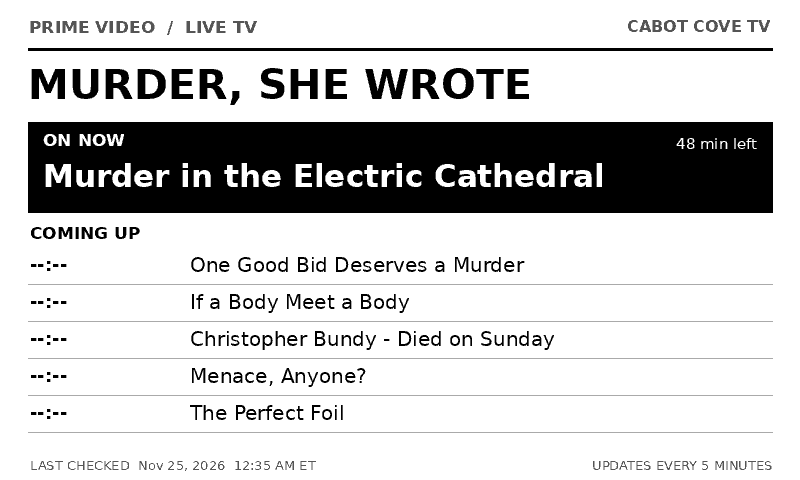 PRIME VIDEO / LIVE TV
CABOT COVE TV
MURDER, SHE WROTE
ON NOW
48 min left
Murder in the Electric Cathedral
COMING UP
--:-- One Good Bid Deserves a Murder
--:-- If a Body Meet a Body
--:-- Christopher Bundy - Died on Sunday
--:-- Menace, Anyone?
--:-- The Perfect Foil
LAST CHECKED Nov 25, 2026 12:35 AM ET
UPDATES EVERY 5 MINUTES